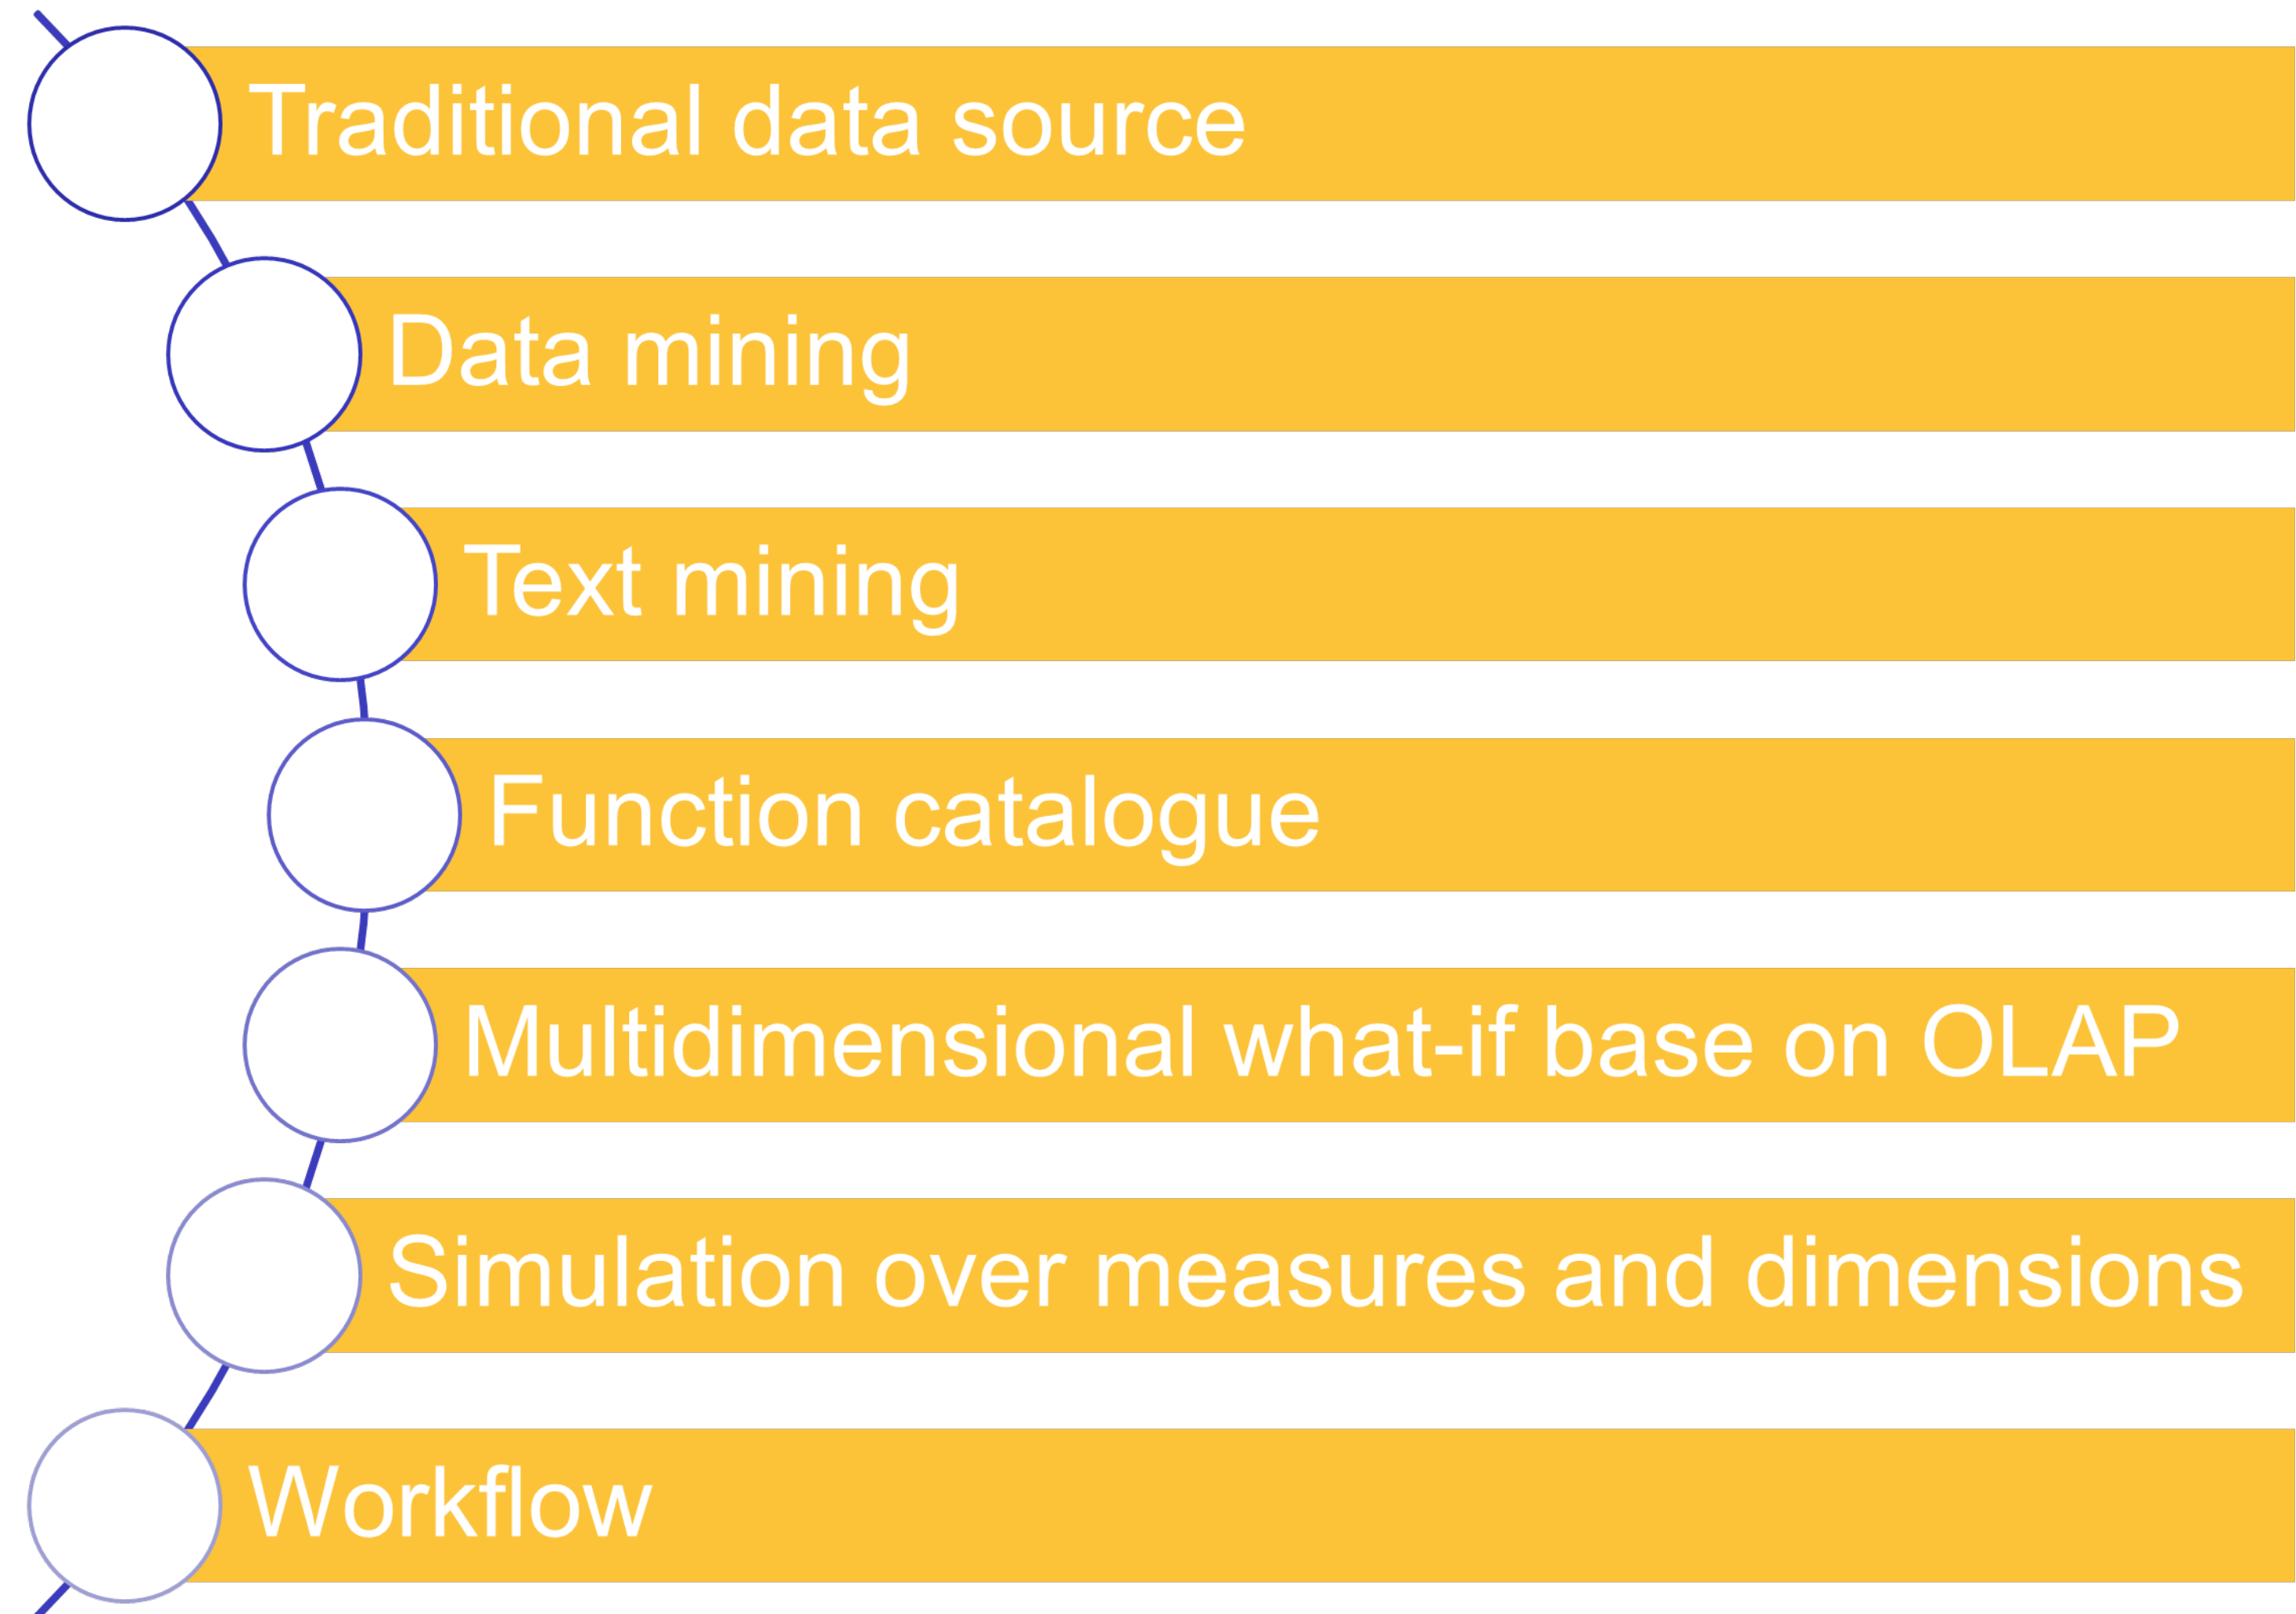 Traditional data source
Data mining
Text mining
Function catalogue
Multidimensional what-if base on OLAP
Simulation over measures and dimensions
Workflow